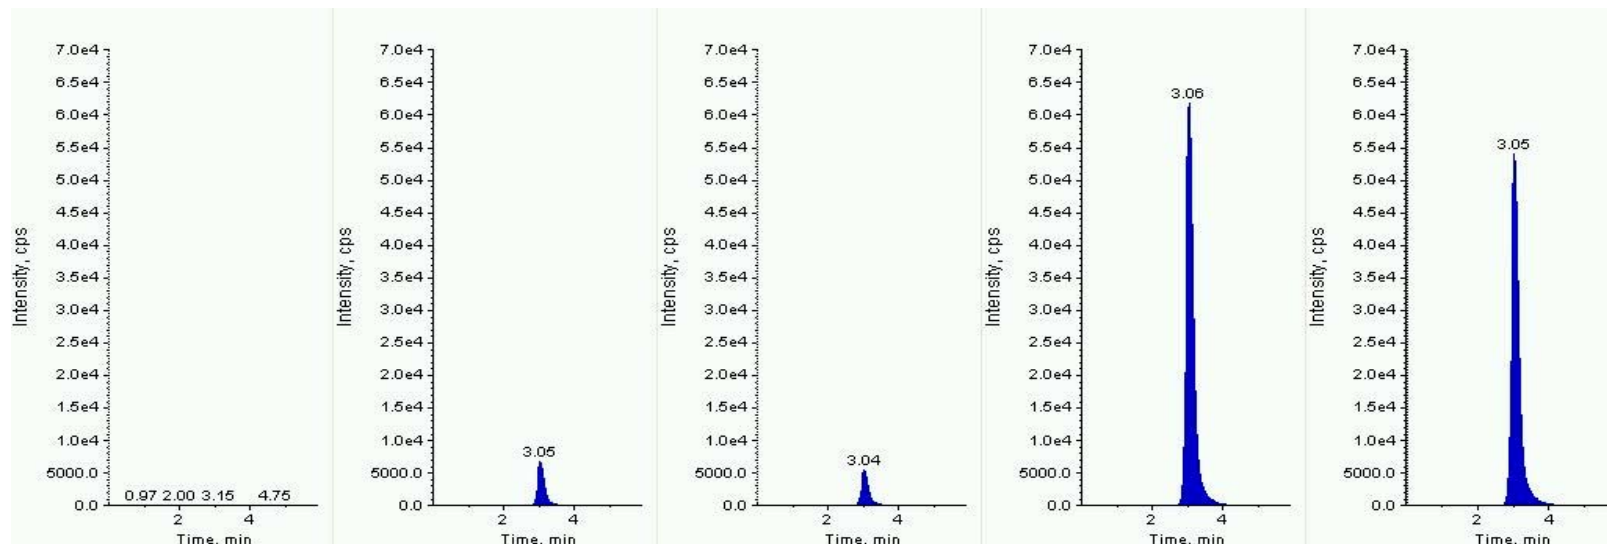 7.0e4
6.5e4
6.0e4
5.5e4
5.0e4
4.5e4
4.0e4
3.5e4
3.0e4
2.5e4
2.0e4
1.5e4
1.0e4
5000.0
0.0
Intensity, cps
0.97 2.00 3.15 4.75
2 4
Time, min
7.0e4
6.5e4
6.0e4
5.5e4
5.0e4
4.5e4
4.0e4
3.5e4
3.0e4
2.5e4
2.0e4
1.5e4
1.0e4
5000.0
0.0
Intensity, cps
3.05
2 4
Time, min
7.0e4
6.5e4
6.0e4
5.5e4
5.0e4
4.5e4
4.0e4
3.5e4
3.0e4
2.5e4
2.0e4
1.5e4
1.0e4
5000.0
0.0
Intensity, cps
3.04
2 4
Time, min
7.0e4
6.5e4
6.0e4
5.5e4
5.0e4
4.5e4
4.0e4
3.5e4
3.0e4
2.5e4
2.0e4
1.5e4
1.0e4
5000.0
0.0
Intensity, cps
3.06
2 4
Time, min
7.0e4
6.5e4
6.0e4
5.5e4
5.0e4
4.5e4
4.0e4
3.5e4
3.0e4
2.5e4
2.0e4
1.5e4
1.0e4
5000.0
0.0
Intensity, cps
3.05
2 4
Time, min